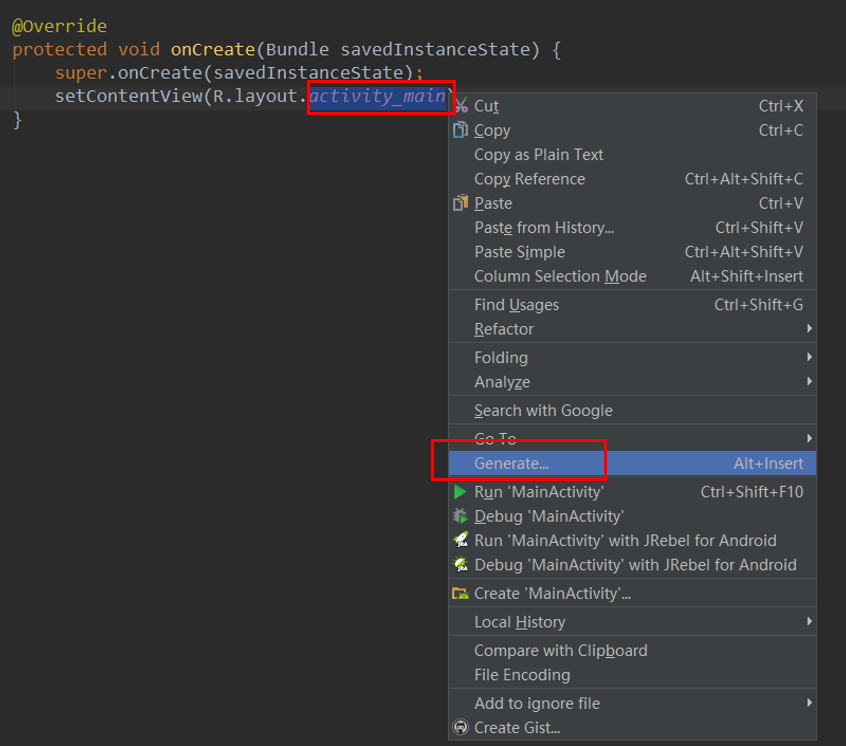 @Override
protected void onCreate(Bundle savedInstanceState) {
super.onCreate(savedInstanceState);
setContentView(R.layout.activity_main)
}
Cut Ctrl+X
Copy Ctrl+C
Copy as Plain Text
Copy Reference Ctrl+Alt+Shift+C
Paste Ctrl+V
Paste from History... Ctrl+Shift+V
Paste Simple Ctrl+Alt+Shift+V
Column Selection Mode Alt+Shift+Insert
Find Usages Ctrl+Shift+G
Refactor
Folding
Analyze
Search with Google
Go To
Generate... Alt+Insert
Run 'MainActivity' Ctrl+Shift+F10
Debug 'MainActivity'
Run 'MainActivity' with JRebel for Android
Debug 'MainActivity' with JRebel for Android
Create 'MainActivity'...
Local History
Compare with Clipboard
File Encoding
Add to ignore file
Create Gist...